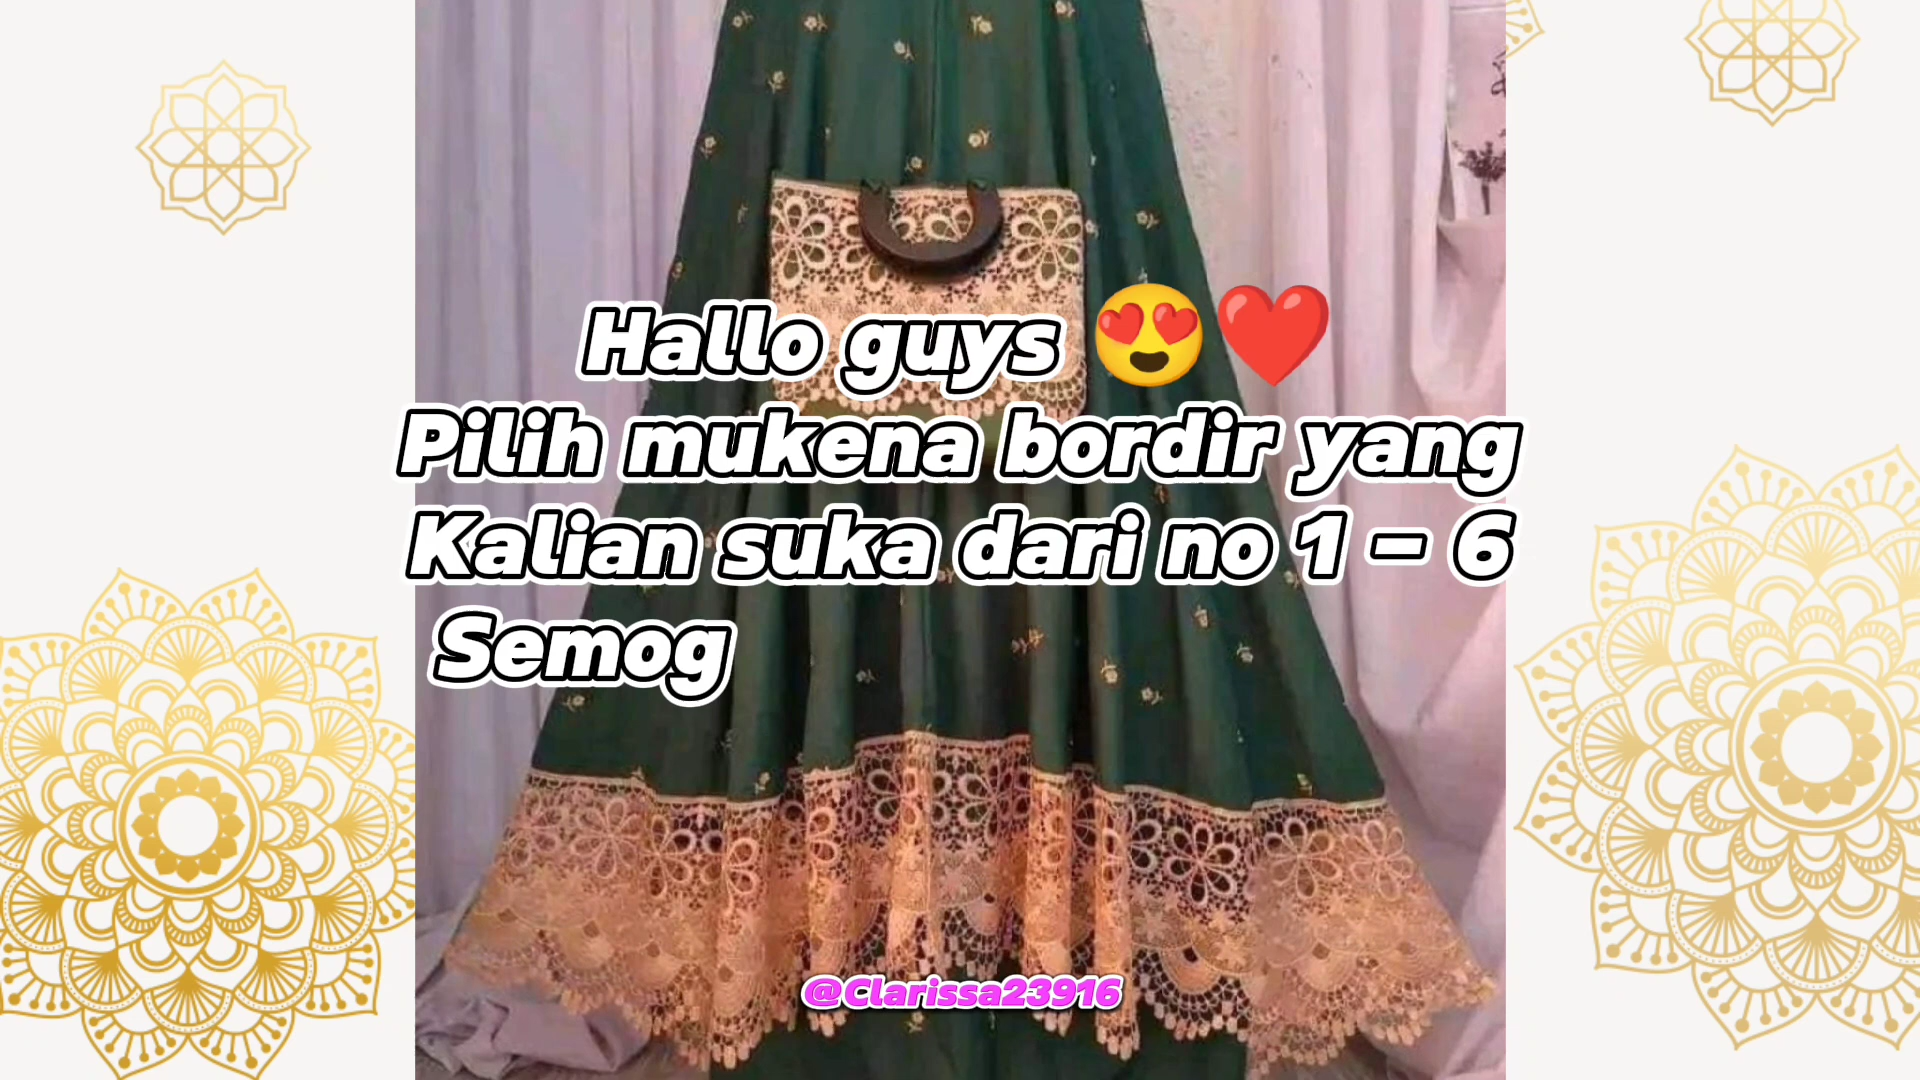 Hallo guys 😍❤️
Pilih mukena bordir yang
Kalian suka dari no 1 - 6
Semog
@Clarissa23916